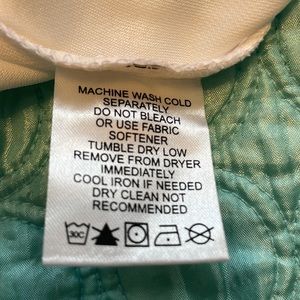 MACHINE WASH COLD
SEPARATELY
DO NOT BLEACH
OR USE FABRIC
SOFTENER
TUMBLE DRY LOW
REMOVE FROM DRYER
IMMEDIATELY
COOL IRON IF NEEDED
DRY CLEAN NOT
RECOMMENDED
30C